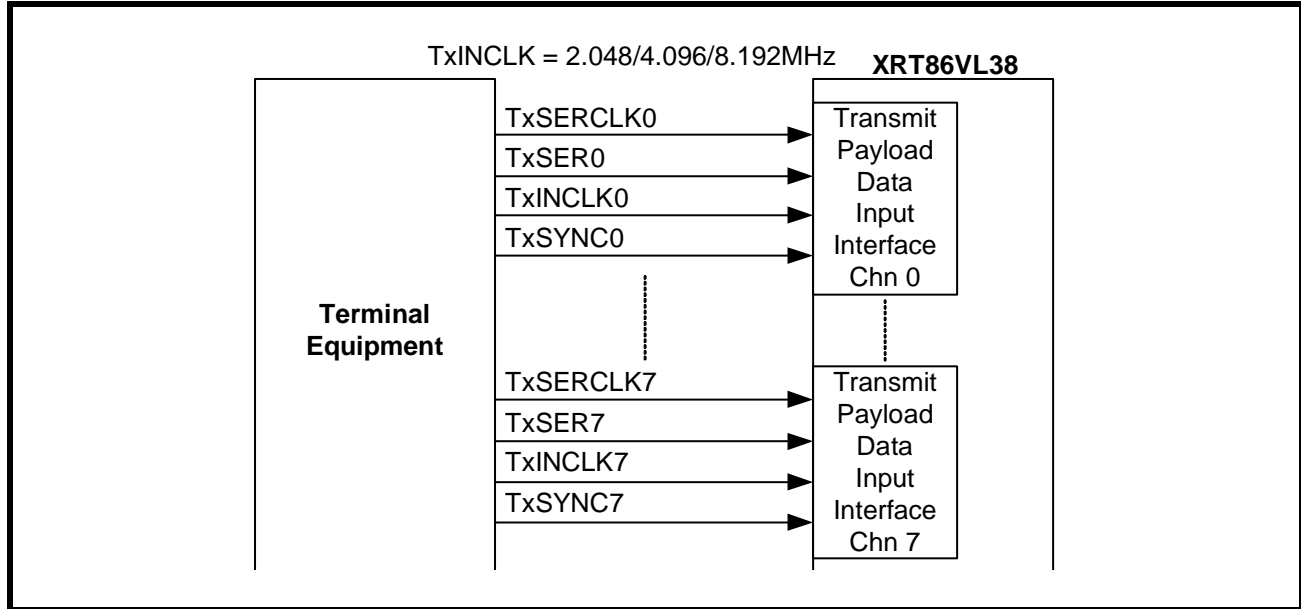 TxINCLK = 2.048/4.096/8.192MHz
XRT86VL38
TxSERCLK0
TxSER0
TxINCLK0
TxSYNC0
Transmit
Payload
Data
Input
Interface
Chn 0
Terminal
Equipment
TxSERCLK7
TxSER7
TxINCLK7
TxSYNC7
Transmit
Payload
Data
Input
Interface
Chn 7